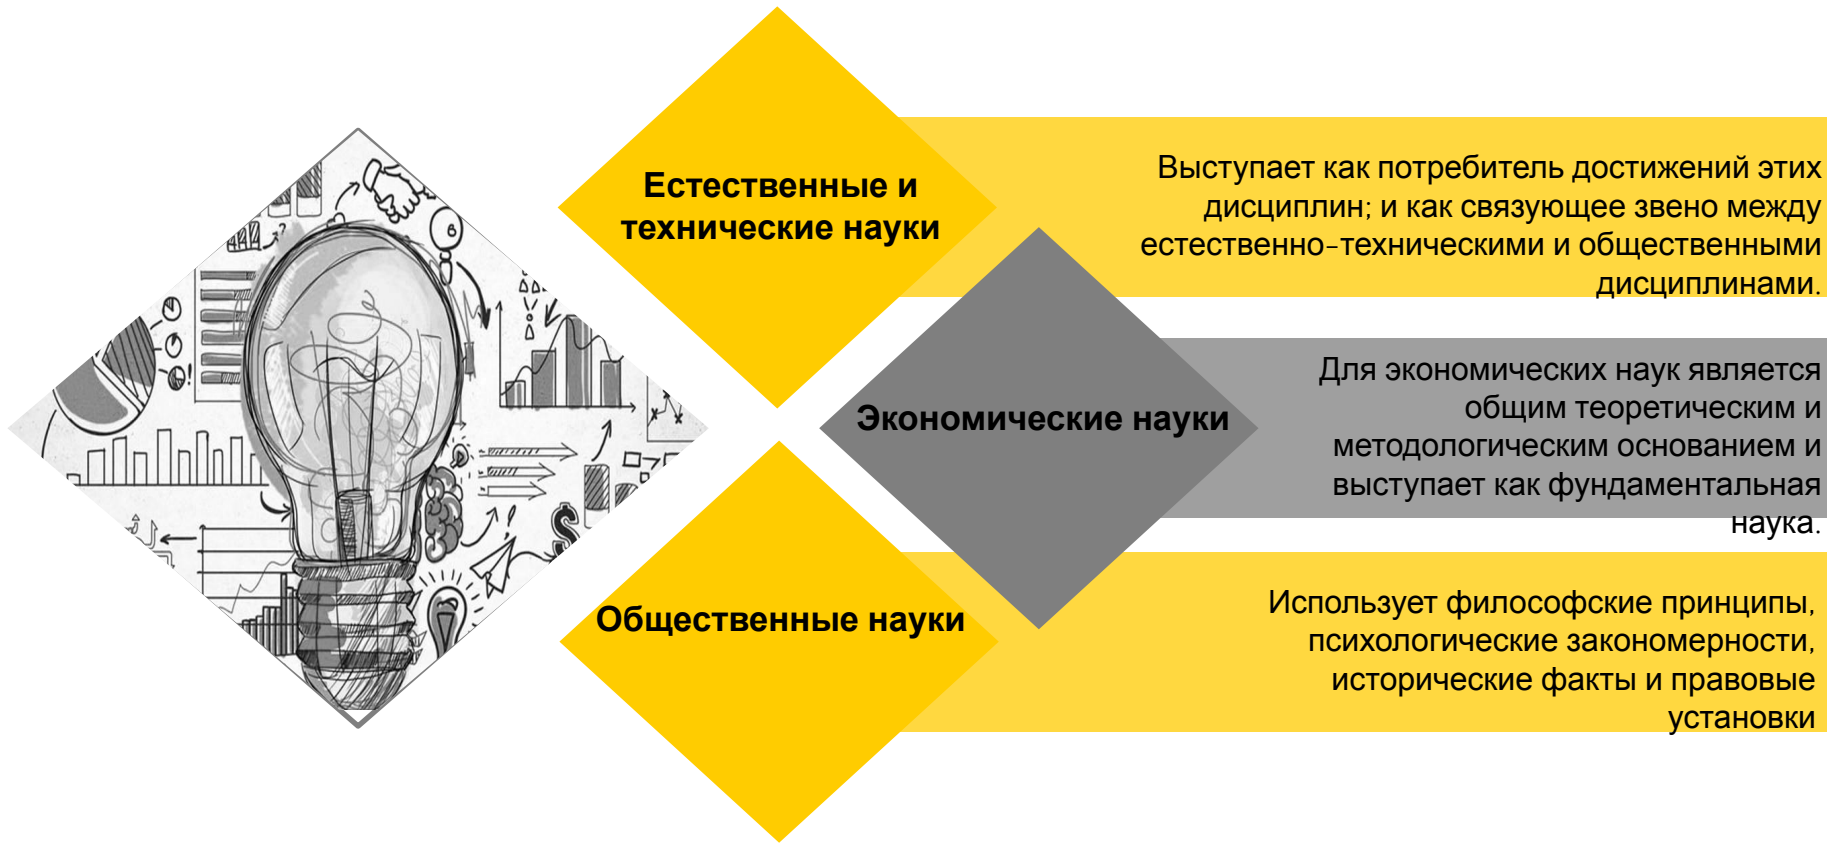 Естественные и
технические науки
Выступает как потребитель достижений этих
дисциплин; и как связующее звено между
естественно-техническими и общественными
дисциплинами.
Экономические науки
Для экономических наук является
общим теоретическим и
методологическим основанием и
выступает как фундаментальная
наука.
Общественные науки
Использует философские принципы,
психологические закономерности,
исторические факты и правовые
установки